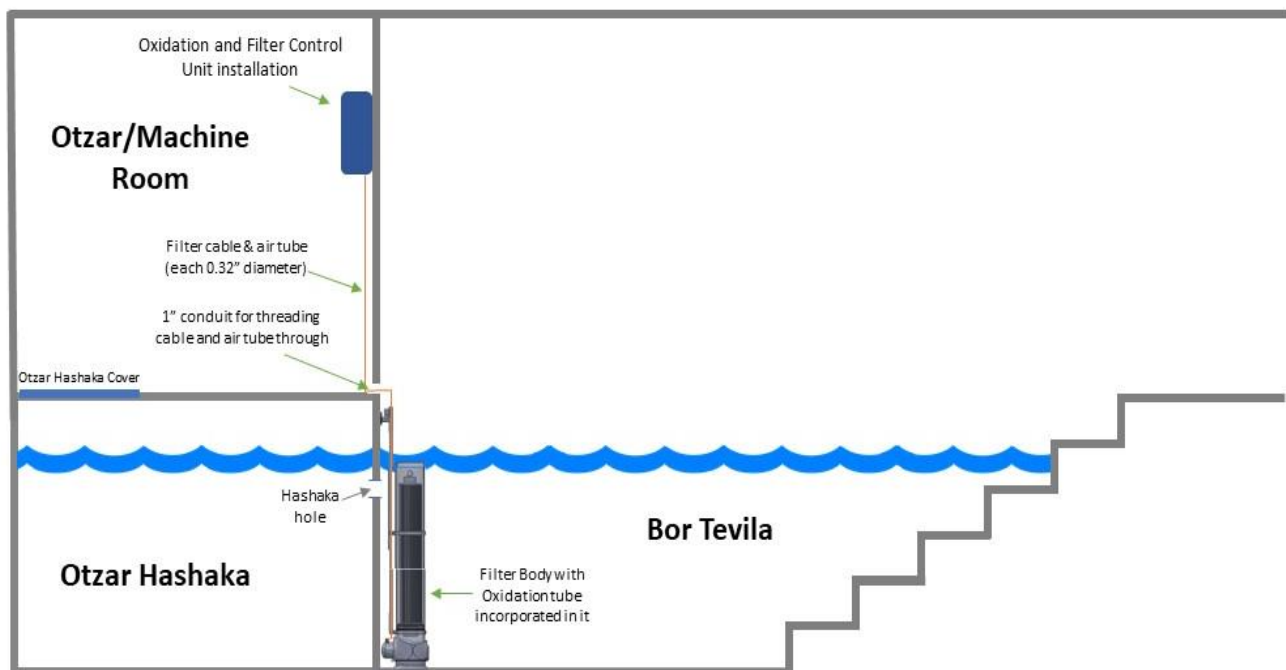 Oxidation and Filter Control
Unit installation
Otzar/Machine
Room
Filter cable & air tube
(each 0.32” diameter)
1” conduit for threading
cable and air tube through
Otzar Hashaka Cover
Hashaka
hole
Bor Tevila
Otzar Hashaka
Filter Body with
Oxidation tube
incorporated in it